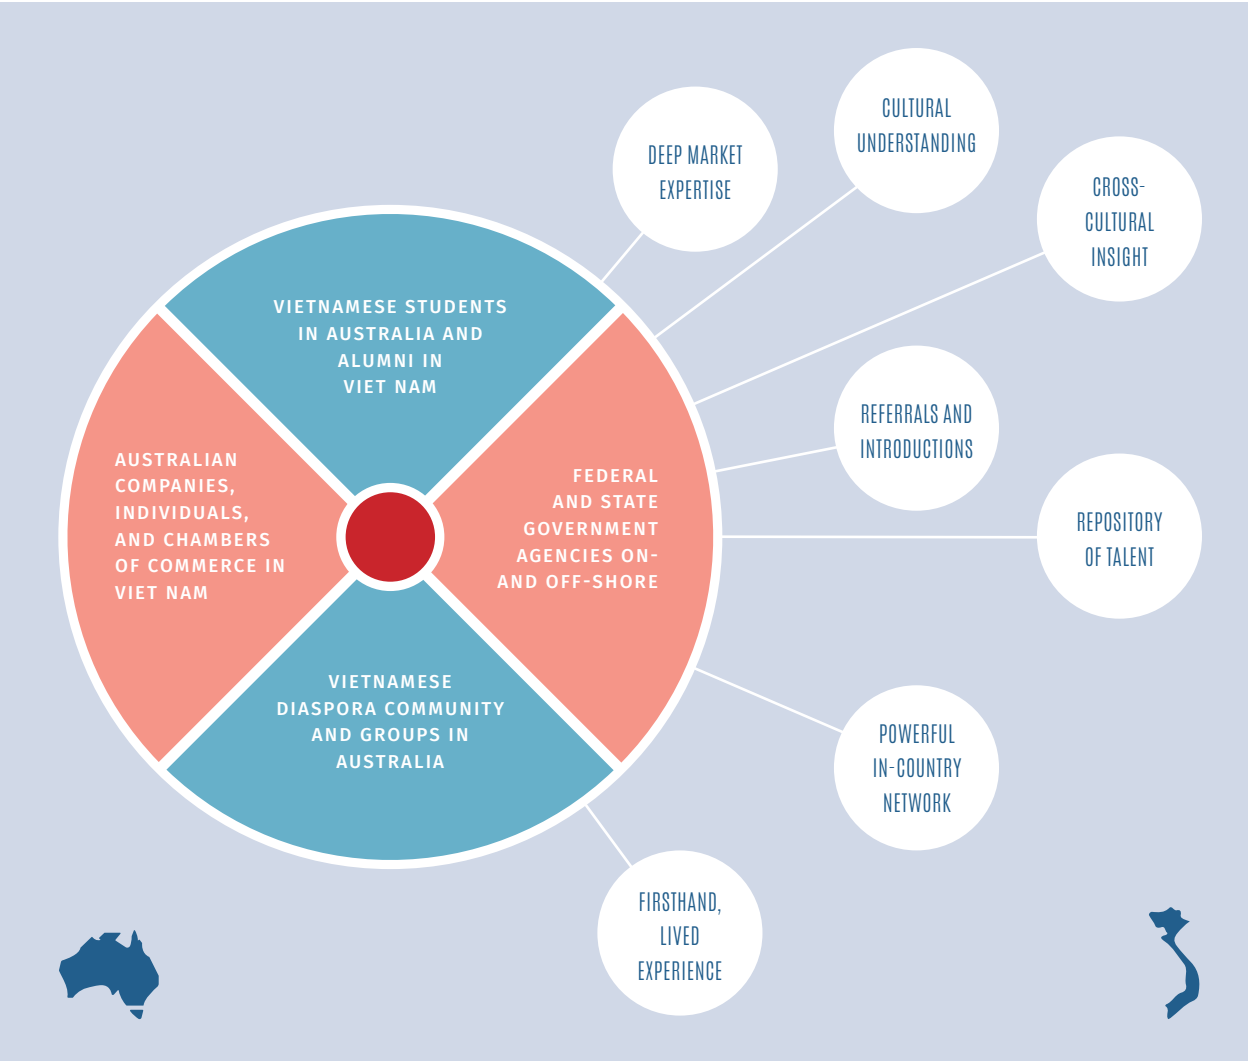 DEEP MARKET
EXPERTISE
CULTURAL
UNDERSTANDING
CROSS-
CULTURAL
INSIGHT
VIETNAMESE STUDENTS
IN AUSTRALIA AND
ALUMNI IN
VIET NAM
REFERRALS AND
INTRODUCTIONS
AUSTRALIAN
COMPANIES,
INDIVIDUALS,
AND CHAMBERS
OF COMMERCE IN
VIET NAM
FEDERAL
AND STATE
GOVERNMENT
AGENCIES ON-
AND OFF-SHORE
REPOSITORY
OF TALENT
VIETNAMESE
DIASPORA COMMUNITY
AND GROUPS IN
AUSTRALIA
POWERFUL
IN-COUNTRY
NETWORK
FIRSTHAND,
LIVED
EXPERIENCE